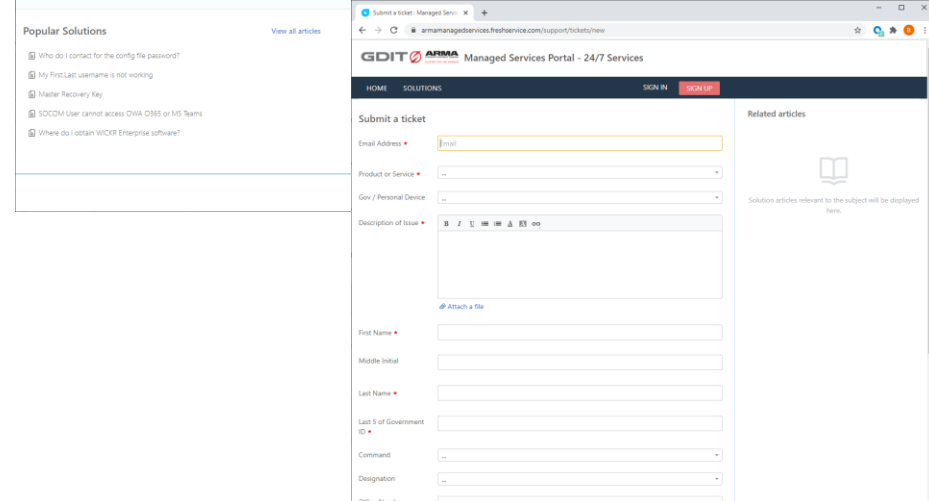 Popular Solutions
View all articles
Who do I contact for the config file password?
My First.Last username is not working
Master Recovery Key
SOCOM User cannot access OWA O365 or MS Teams
Where do I obtain WICKR Enterprise software?
Submit a ticket : Managed Servic
armamanagedservices.freshservice.com/support/tickets/new
GDIT ARMA Managed Services Portal - 24/7 Services
HOME SOLUTIONS SIGN IN SIGN UP
Submit a ticket
Email Address *
Email
Product or Service *
...
Gov / Personal Device
...
Description of Issue *
B I U A
Attach a file
First Name *
Middle Initial
Last Name *
Last 5 of Government
ID *
Command
...
Designation
...
Related articles
Solution articles relevant to the subject will be displayed
here.